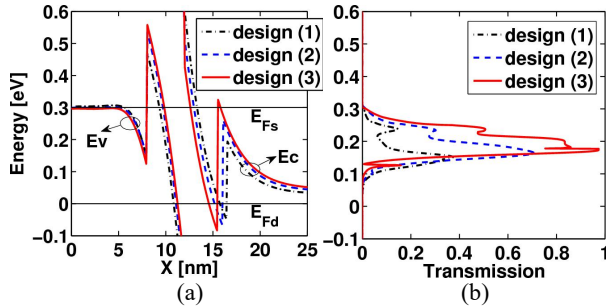 (a)
0.6
0.5
0.4
0.3
0.2
0.1
0
−0.1
Energy [eV]
design (1)
design (2)
design (3)
E_Fs
Ev
Ec
E_Fd
0 5 10 15 20 25
X [nm]
(a)
(b)
0.6
0.5
0.4
0.3
0.2
0.1
0
−0.1
design (1)
design (2)
design (3)
0 0.2 0.4 0.6 0.8 1
Transmission
(b)